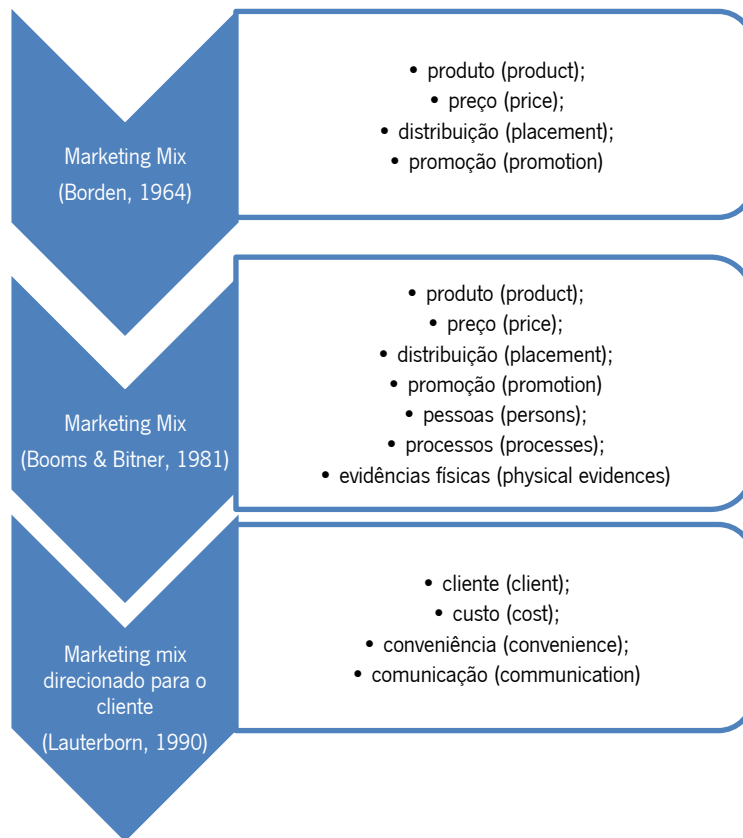 Marketing Mix
(Borden, 1964)
• produto (product);
• preço (price);
• distribuição (placement);
• promoção (promotion)
Marketing Mix
(Booms & Bitner, 1981)
• produto (product);
• preço (price);
• distribuição (placement);
• promoção (promotion)
• pessoas (persons);
• processos (processes);
• evidências físicas (physical evidences)
Marketing mix
direcionado para o
cliente
(Lauterborn, 1990)
• cliente (client);
• custo (cost);
• conveniência (convenience);
• comunicação (communication)